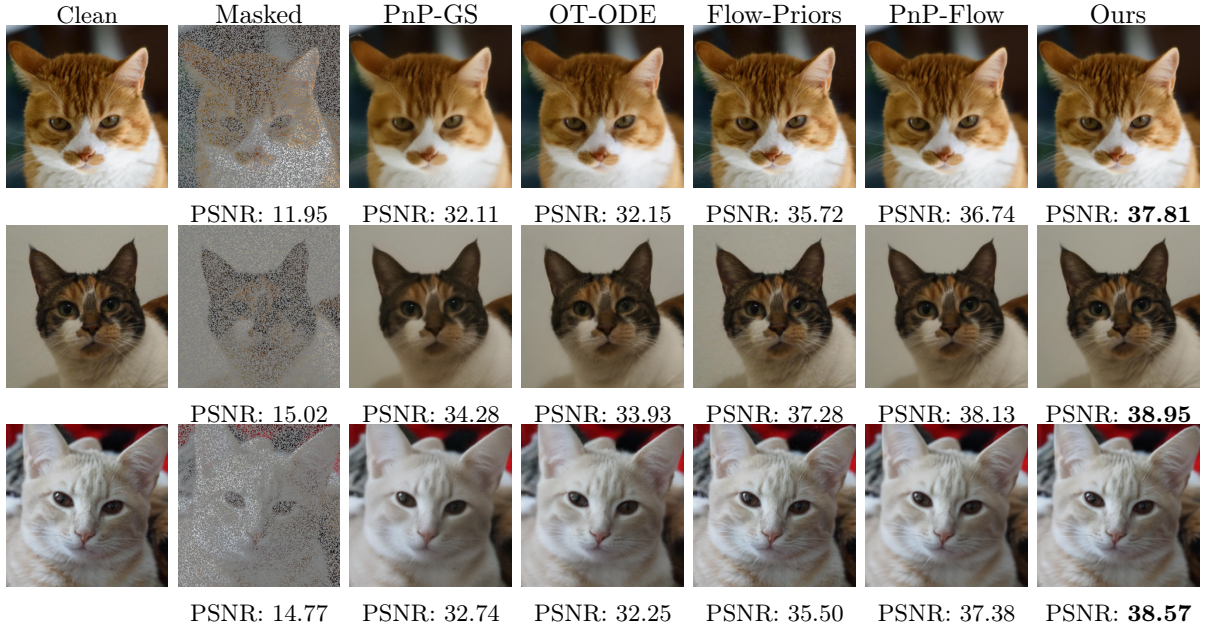 Clean Masked PnP-GS OT-ODE Flow-Priors PnP-Flow Ours
PSNR: 11.95 PSNR: 32.11 PSNR: 32.15 PSNR: 35.72 PSNR: 36.74 PSNR: 37.81
PSNR: 15.02 PSNR: 34.28 PSNR: 33.93 PSNR: 37.28 PSNR: 38.13 PSNR: 38.95
PSNR: 14.77 PSNR: 32.74 PSNR: 32.25 PSNR: 35.50 PSNR: 37.38 PSNR: 38.57